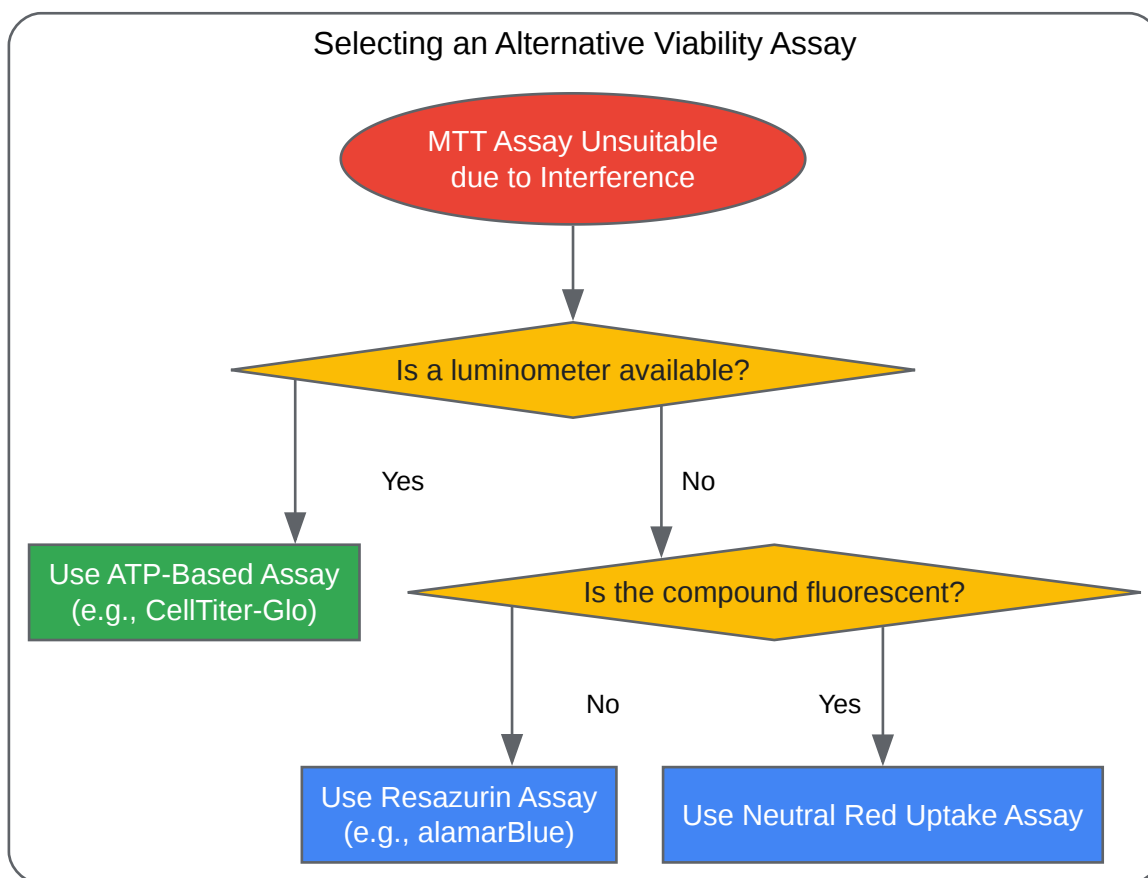 Selecting an Alternative Viability Assay
MTT Assay Unsuitable
due to Interference
Is a luminometer available?
Yes
No
Use ATP-Based Assay
(e.g., CellTiter-Glo)
Is the compound fluorescent?
No
Yes
Use Resazurin Assay
(e.g., alamarBlue)
Use Neutral Red Uptake Assay